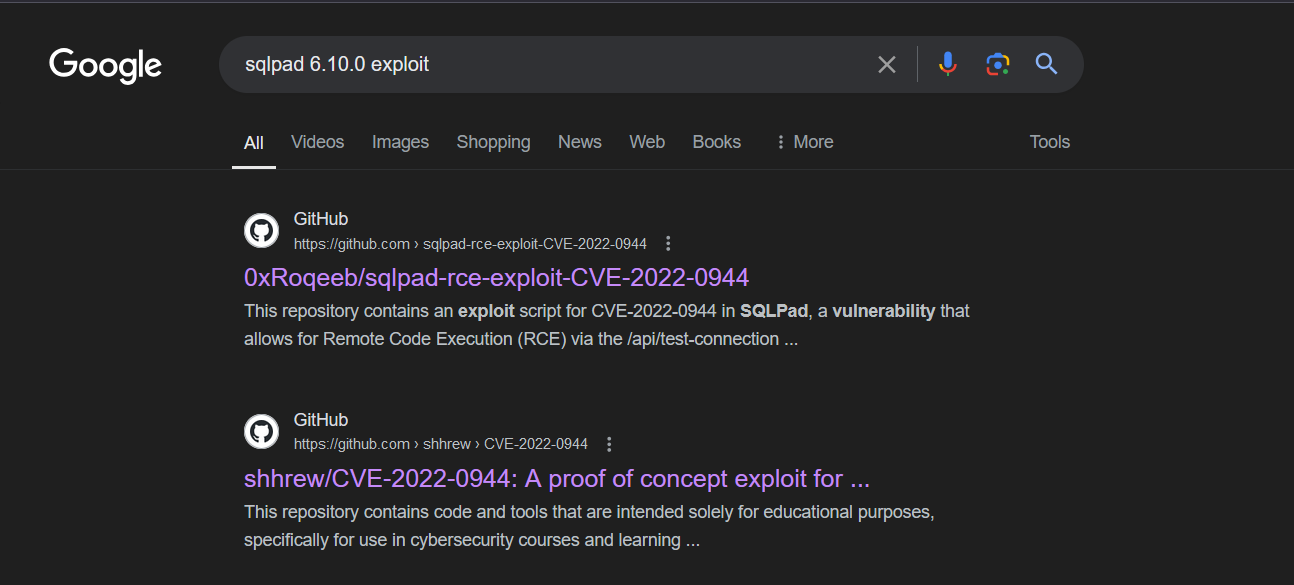 Google
sqlpad 6.10.0 exploit
All Videos Images Shopping News Web Books More Tools
GitHub
https://github.com › sqlpad-rce-exploit-CVE-2022-0944
0xRoqeeb/sqlpad-rce-exploit-CVE-2022-0944
This repository contains an exploit script for CVE-2022-0944 in SQLPad, a vulnerability that
allows for Remote Code Execution (RCE) via the /api/test-connection ...
GitHub
https://github.com › shhrew › CVE-2022-0944
shhrew/CVE-2022-0944: A proof of concept exploit for ...
This repository contains code and tools that are intended solely for educational purposes,
specifically for use in cybersecurity courses and learning ...